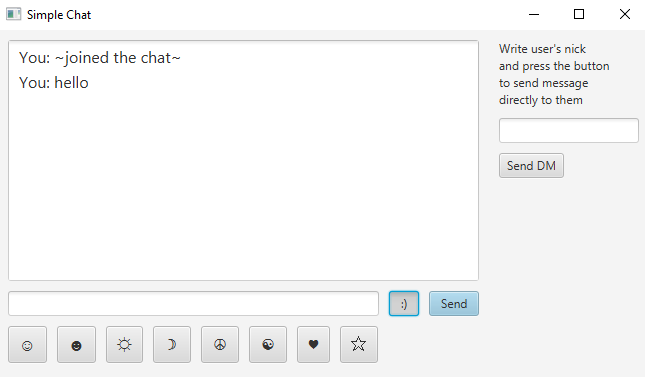 Simple Chat
You: ~joined the chat~
You: hello
:)
Send
☺
☻
☼
☽
☮
☯
♥
☆
Write user's nick
and press the button
to send message
directly to them
Send DM